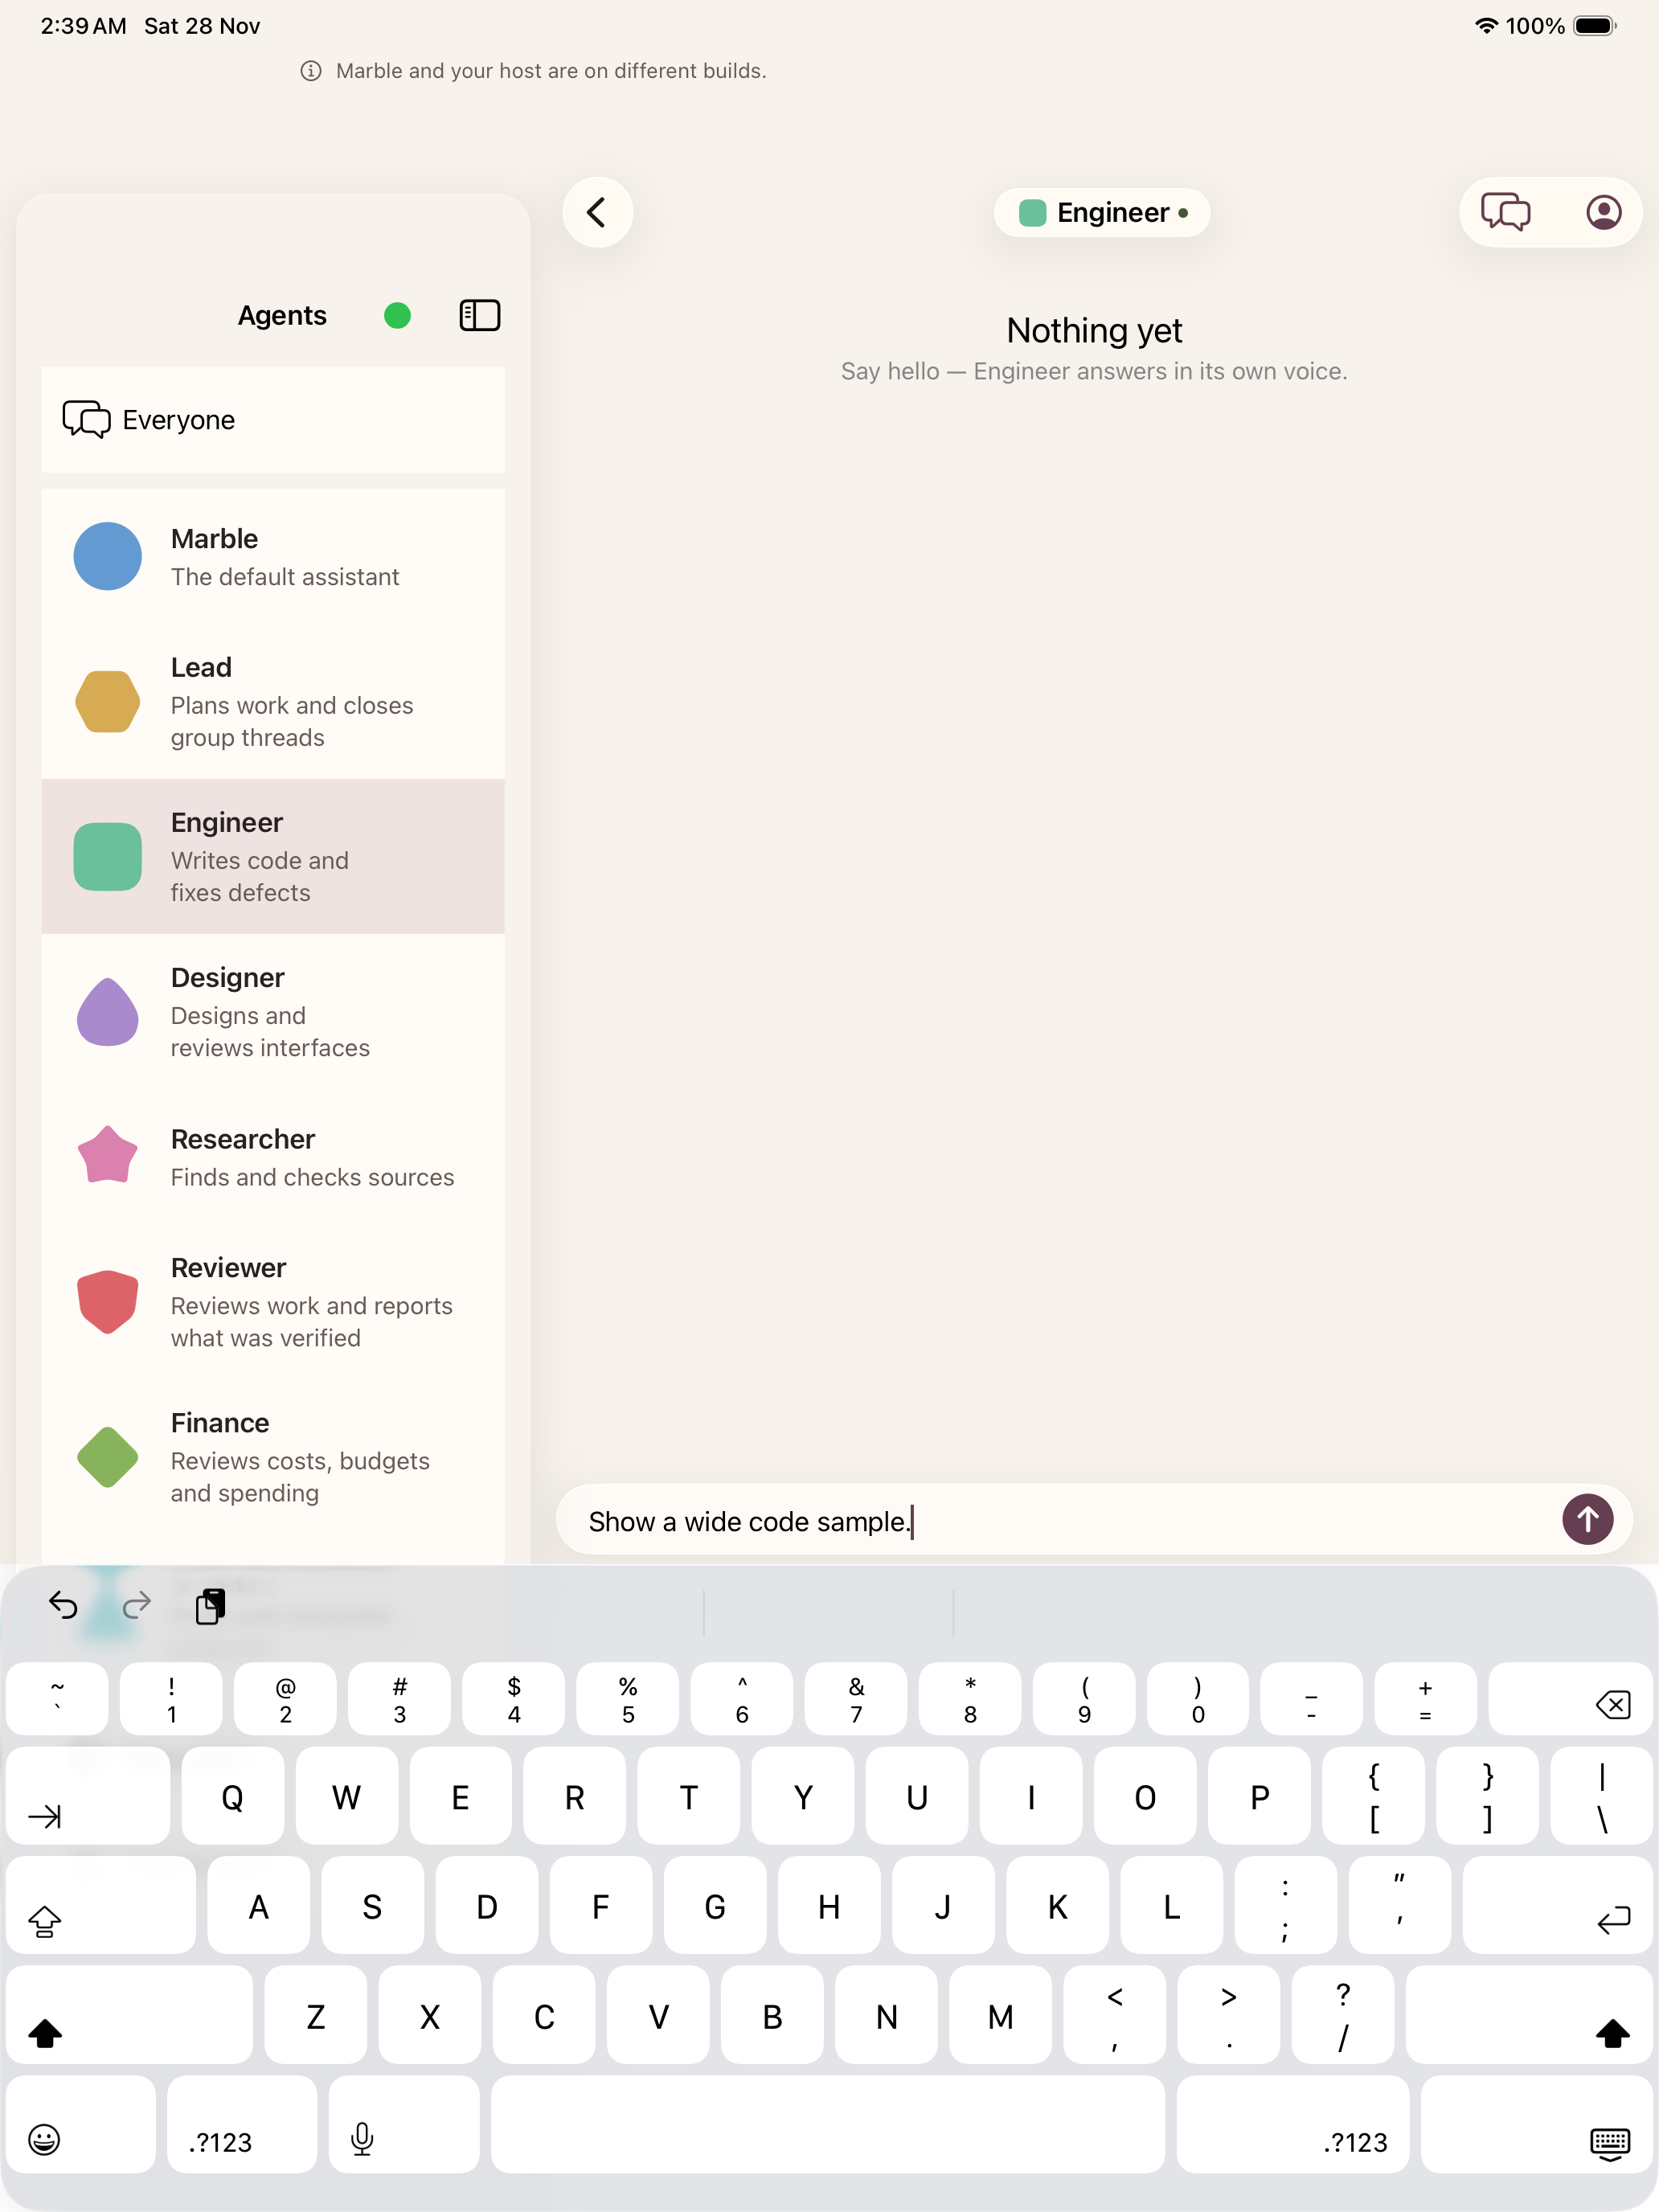 2:39 AM Sat 28 Nov
100%
Marble and your host are on different builds.
Engineer
Agents
Nothing yet
Say hello — Engineer answers in its own voice.
Everyone
Marble
The default assistant
Lead
Plans work and closes
group threads
Engineer
Writes code and
fixes defects
Designer
Designs and
reviews interfaces
Researcher
Finds and checks sources
Reviewer
Reviews work and reports
what was verified
Finance
Reviews costs, budgets
and spending
Show a wide code sample.
~ ! @ # $ % ^ & * ( ) _ +
` 1 2 3 4 5 6 7 8 9 0 - =
Q W E R T Y U I O P { } |
[ ] \
A S D F G H J K L : "
; '
Z X C V B N M < > ?
, . /
.?123 .?123